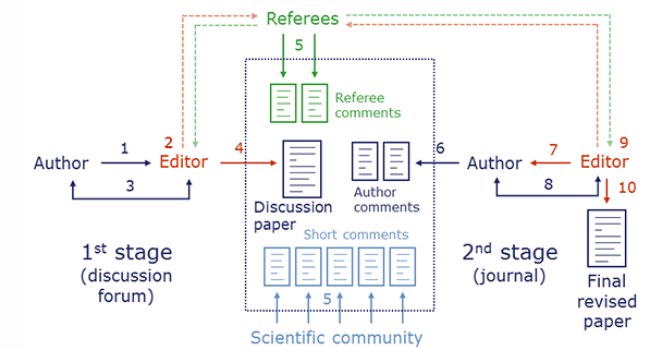 Referees
5
Referee
comments
1
2
4
6
7
9
Author
Editor
Author
Editor
3
8
10
Discussion
paper
Author
comments
Short comments
5
1st stage
(discussion
forum)
2nd stage
(journal)
Final
revised
paper
Scientific community